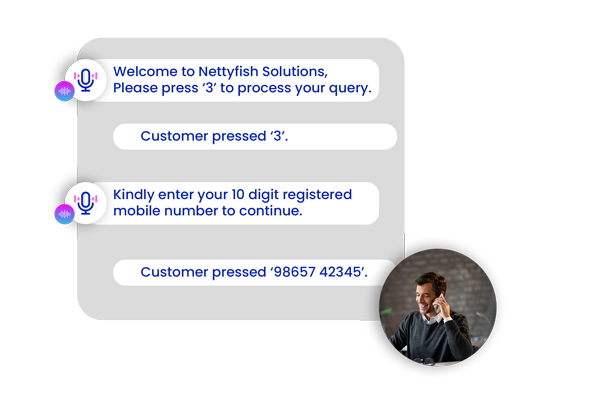 Welcome to Nettyfish Solutions,
Please press ‘3’ to process your query.
Customer pressed ‘3’.
Kindly enter your 10 digit registered
mobile number to continue.
Customer pressed ‘98657 42345’.